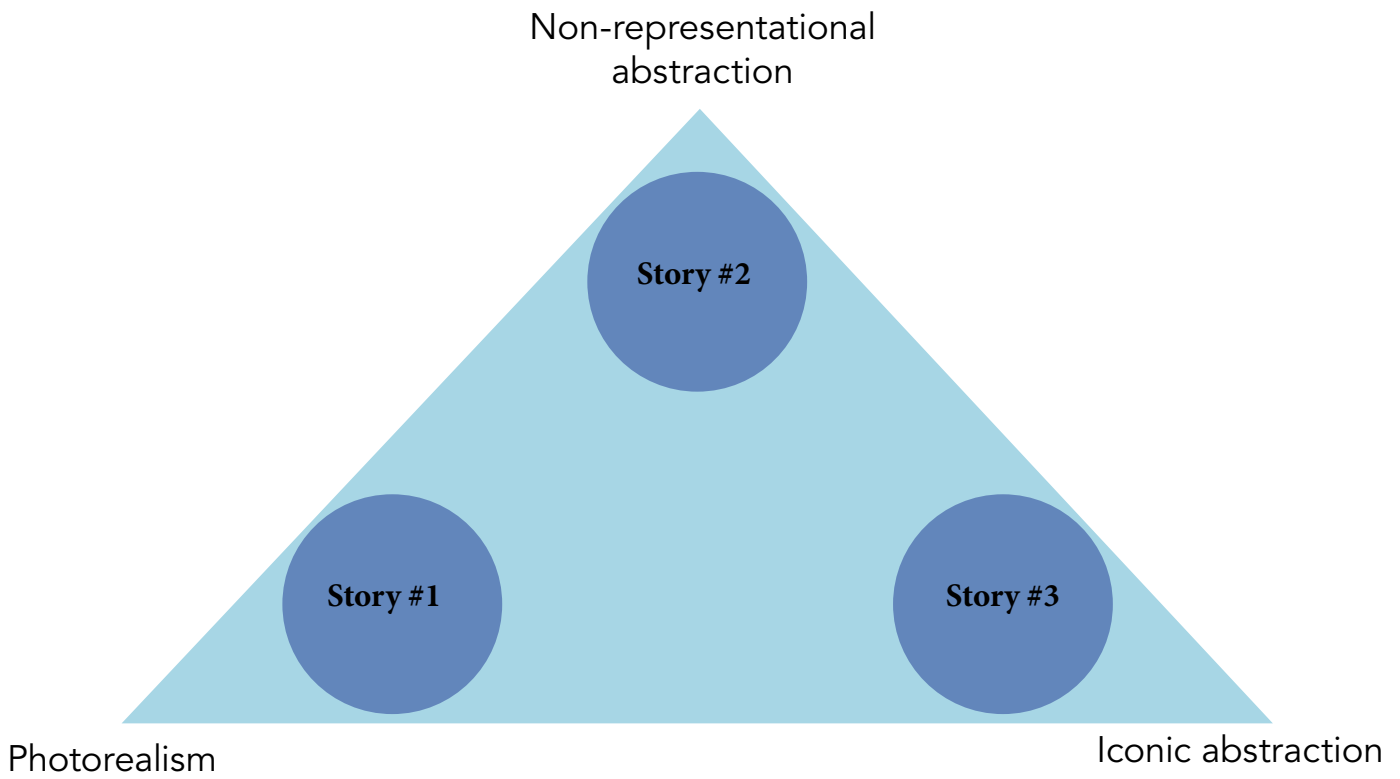 Non-representational
abstraction
Story #2
Story #1
Story #3
Photorealism
Iconic abstraction